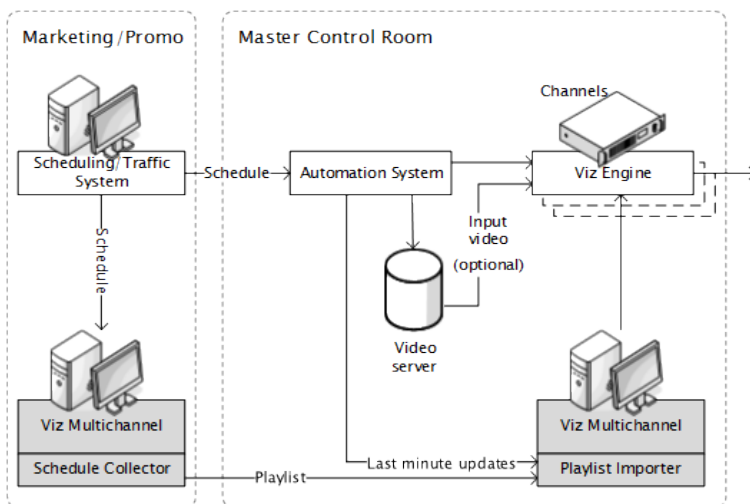 Marketing/Promo
Master Control Room
Channels
Scheduling/Traffic
System
Schedule
Automation System
Viz Engine
Schedule
Input
video
(optional)
Video
server
Viz Multichannel
Viz Multichannel
Schedule Collector
Playlist
Last minute updates
Playlist Importer